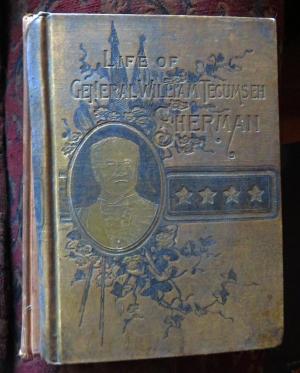 LIFE OF
GENERAL WILLIAM TECUMSEH
SHERMAN